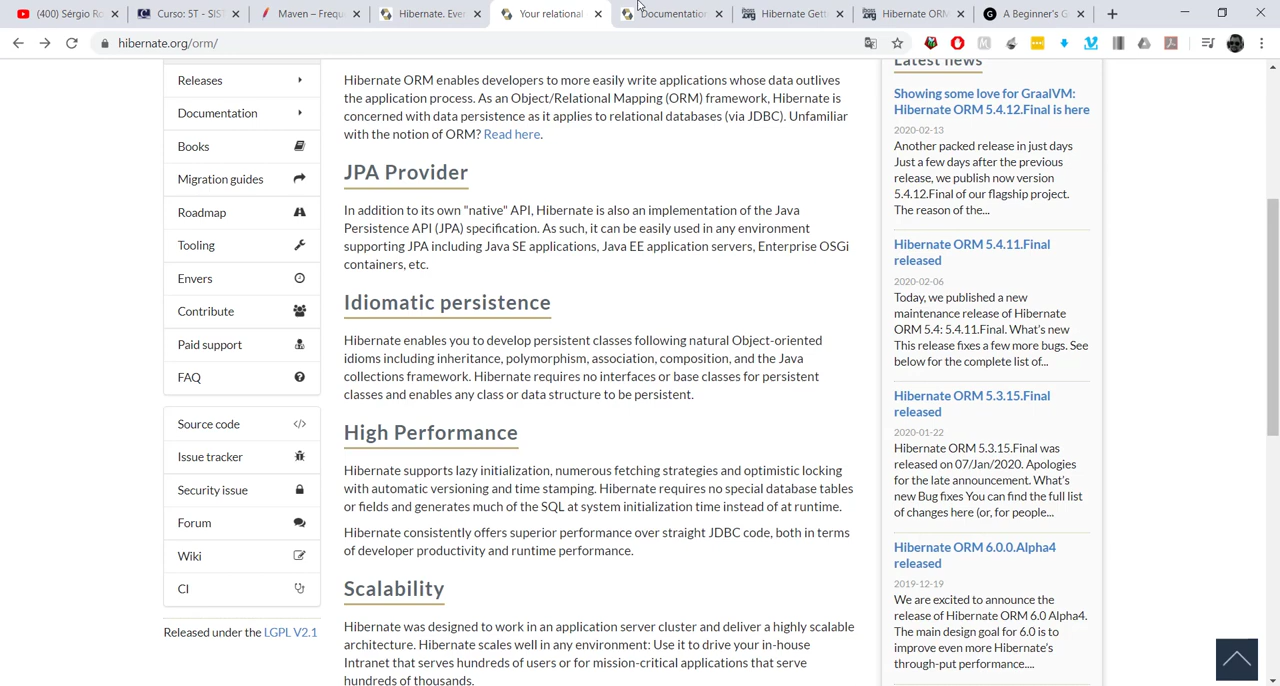 (400) Sérgio Ro
Curso: 5T - SIS
Maven – Frequ
Hibernate. Ever
Your relational
Documentation
Hibernate Gett
Hibernate ORM
A Beginner's G
hibernate.org/orm/
Releases
Documentation
Books
Migration guides
Roadmap
Tooling
Envers
Contribute
Paid support
FAQ
Source code
Issue tracker
Security issue
Forum
Wiki
CI
Released under the LGPL V2.1
Hibernate ORM enables developers to more easily write applications whose data outlives
the application process. As an Object/Relational Mapping (ORM) framework, Hibernate is
concerned with data persistence as it applies to relational databases (via JDBC). Unfamiliar
with the notion of ORM? Read here.
JPA Provider
In addition to its own "native" API, Hibernate is also an implementation of the Java
Persistence API (JPA) specification. As such, it can be easily used in any environment
supporting JPA including Java SE applications, Java EE application servers, Enterprise OSGi
containers, etc.
Idiomatic persistence
Hibernate enables you to develop persistent classes following natural Object-oriented
idioms including inheritance, polymorphism, association, composition, and the Java
collections framework. Hibernate requires no interfaces or base classes for persistent
classes and enables any class or data structure to be persistent.
High Performance
Hibernate supports lazy initialization, numerous fetching strategies and optimistic locking
with automatic versioning and time stamping. Hibernate requires no special database tables
or fields and generates much of the SQL at system initialization time instead of at runtime.
Hibernate consistently offers superior performance over straight JDBC code, both in terms
of developer productivity and runtime performance.
Scalability
Hibernate was designed to work in an application server cluster and deliver a highly scalable
architecture. Hibernate scales well in any environment: Use it to drive your in-house
Intranet that serves hundreds of users or for mission-critical applications that serve
hundreds of thousands.
Latest news
Showing some love for GraalVM:
Hibernate ORM 5.4.12.Final is here
2020-02-13
Another packed release in just days
Just a few days after the previous
release, we publish now version
5.4.12.Final of our flagship project.
The reason of the...
Hibernate ORM 5.4.11.Final
released
2020-02-06
Today, we published a new
maintenance release of Hibernate
ORM 5.4: 5.4.11.Final. What's new
This release fixes a few more bugs. See
below for the complete list of...
Hibernate ORM 5.3.15.Final
released
2020-01-22
Hibernate ORM 5.3.15.Final was
released on 07/Jan/2020. Apologies
for the late announcement. What's
new Bug fixes You can find the full list
of changes here (or, for people...
Hibernate ORM 6.0.0.Alpha4
released
2019-12-19
We are excited to announce the
release of Hibernate ORM 6.0 Alpha4.
The main design goal for 6.0 is to
improve even more Hibernate's
through-put performance....